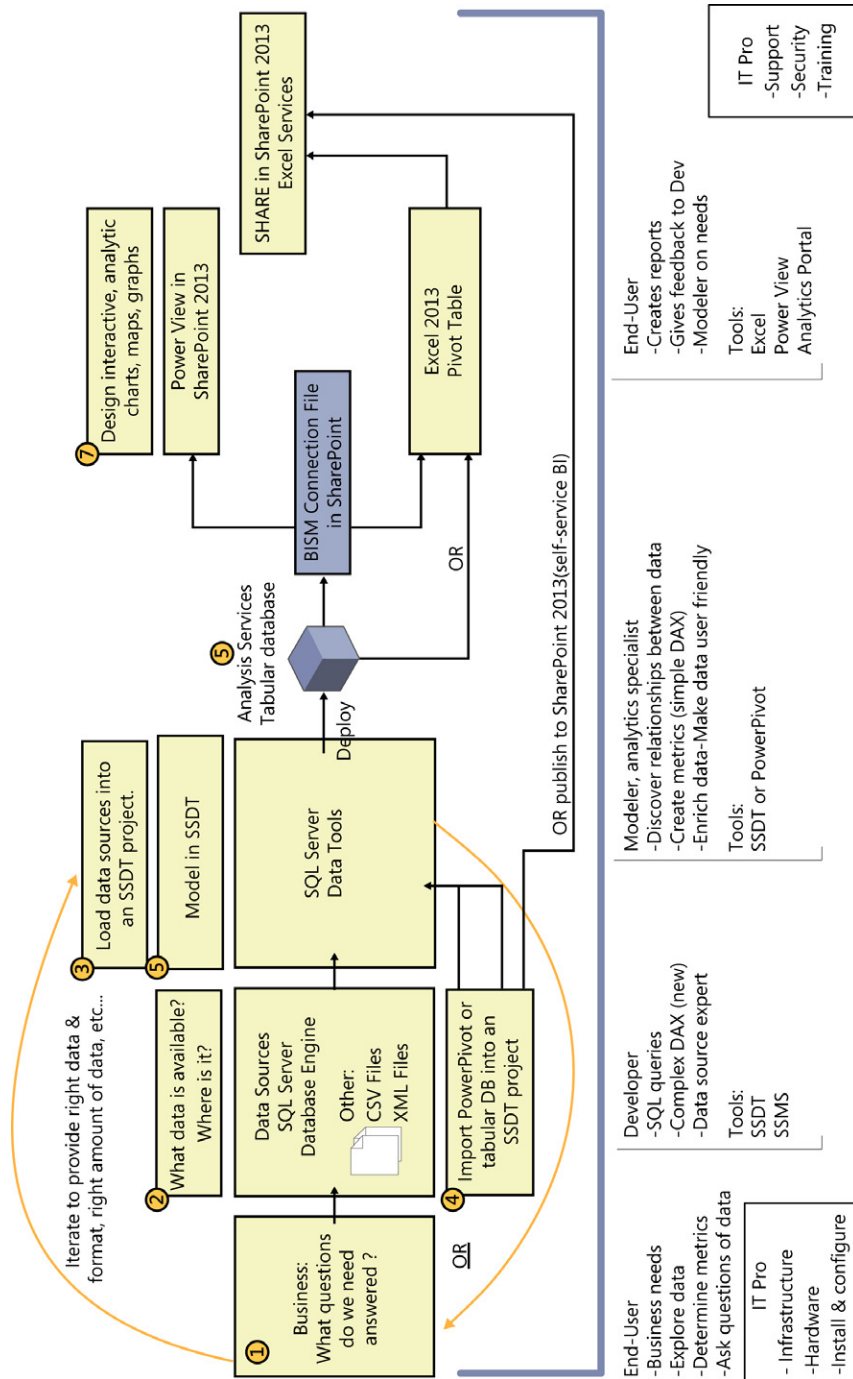 Iterate to provide right data &
format, right amount of data, etc...
1
Business:
What questions
do we need
answered ?
OR
2
What data is available?
Where is it?
Data Sources
SQL Server
Database Engine
Other:
CSV Files
XML Files
4
Import PowerPivot or
tabular DB into an
SSDT project
3
Load data sources into
an SSDT project.
5
Model in SSDT
SQL Server
Data Tools
Deploy
5
Analysis Services
Tabular database
OR
OR publish to SharePoint 2013(self-service BI)
BISM Connection File
in SharePoint
7
Design interactive, analytic
charts, maps, graphs
Power View in
SharePoint 2013
Excel 2013
Pivot Table
SHARE in SharePoint 2013
Excel Services
End-User
-Business needs
-Explore data
-Determine metrics
-Ask questions of data
IT Pro
- Infrastructure
-Hardware
-Install & configure
Developer
-SQL queries
-Complex DAX (new)
-Data source expert
Tools:
SSDT
SSMS
Modeler, analytics specialist
-Discover relationships between data
-Create metrics (simple DAX)
-Enrich data-Make data user friendly
Tools:
SSDT or PowerPivot
End-User
-Creates reports
-Gives feedback to Dev
-Modeler on needs
Tools:
Excel
Power View
Analytics Portal
IT Pro
-Support
-Security
-Training